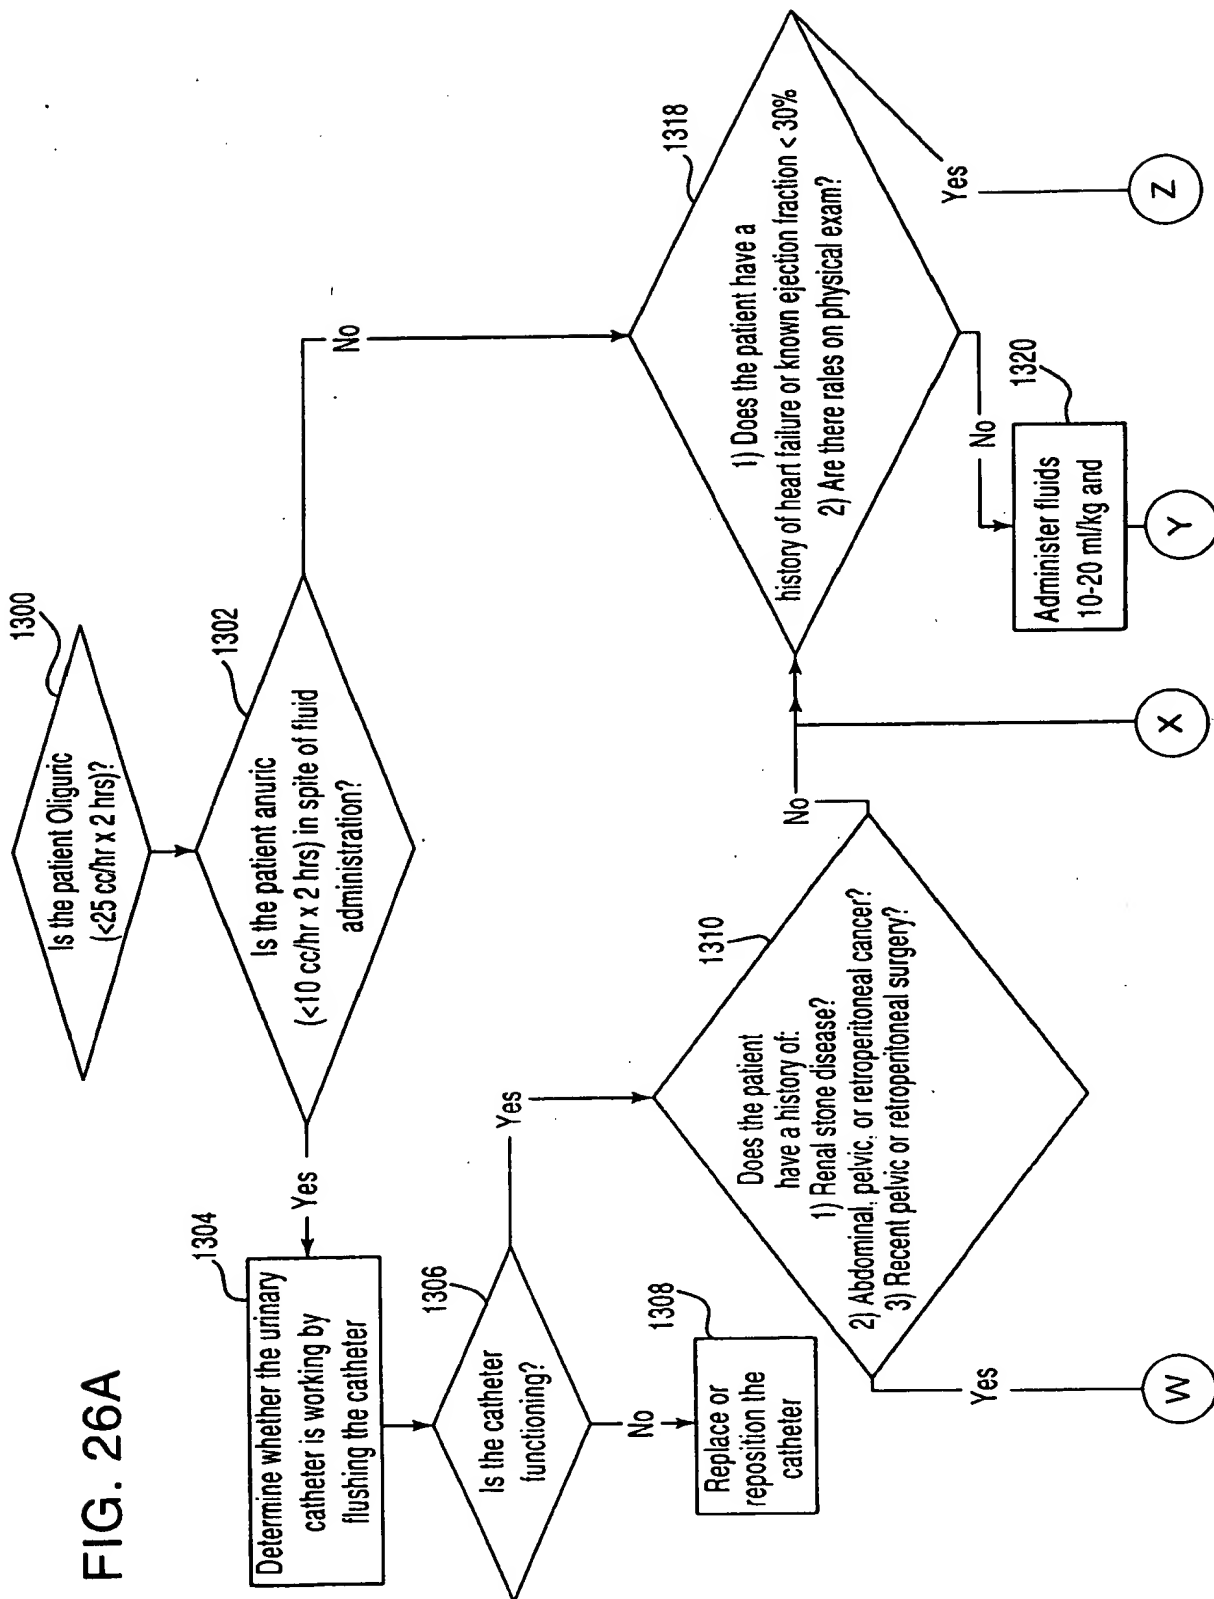 FIG. 26A
1300
Is the patient Oliguric
(<25 cc/hr x 2 hrs)?
1302
Is the patient anuric
(<10 cc/hr x 2 hrs) in spite of fluid
administration?
Yes
No
1304
Determine whether the urinary
catheter is working by
flushing the catheter
1306
Is the catheter
functioning?
Yes
No
1308
Replace or
reposition the
catheter
1310
Does the patient
have a history of:
1) Renal stone disease?
2) Abdominal, pelvic, or retroperitoneal cancer?
3) Recent pelvic or retroperitoneal surgery?
Yes
No
1318
1) Does the patient have a
history of heart failure or known ejection fraction < 30%
2) Are there rales on physical exam?
Yes
No
1320
Administer fluids
10-20 ml/kg and
W
X
Y
Z